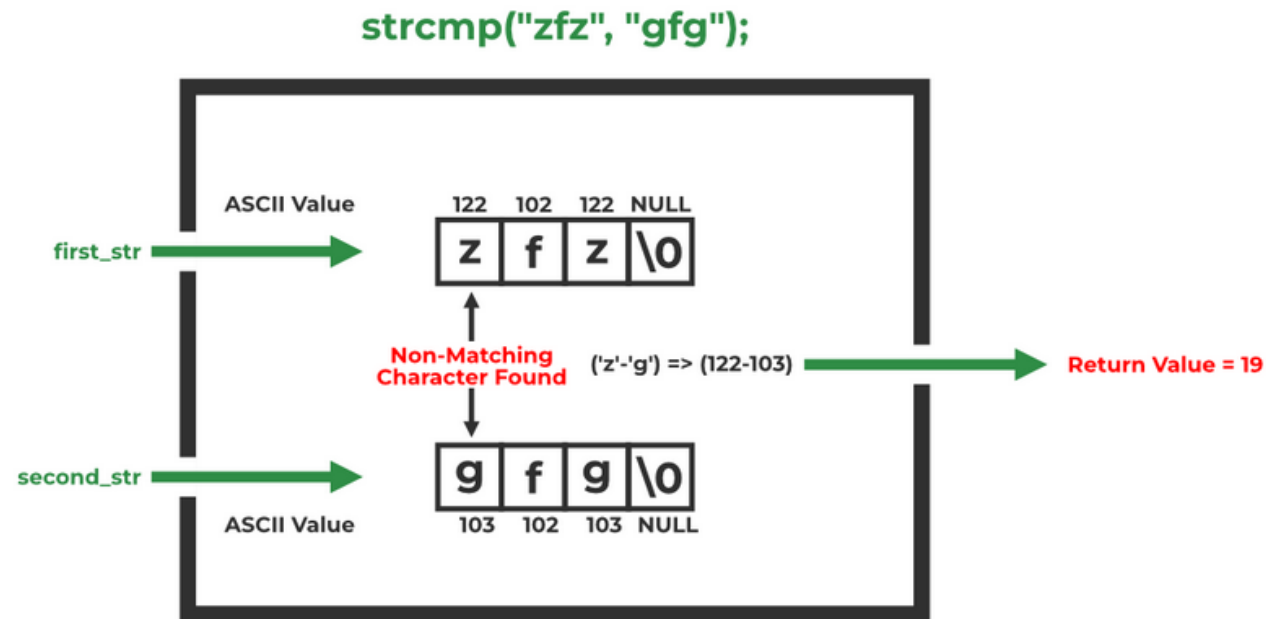 strcmp("zfz", "gfg");
ASCII Value
122 102 122 NULL
first_str
z f z \0
Non-Matching
Character Found
('z'-'g') => (122-103)
Return Value = 19
second_str
g f g \0
ASCII Value
103 102 103 NULL